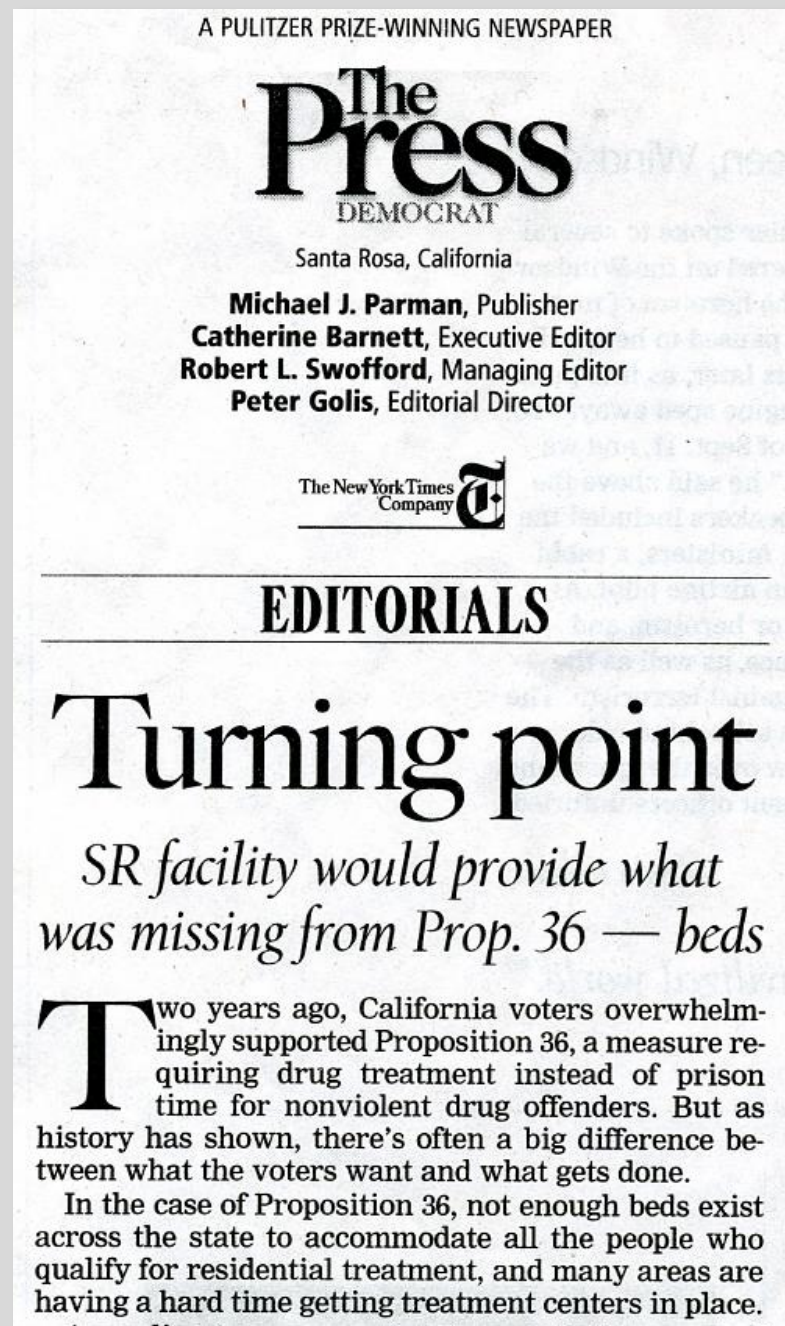 A PULITZER PRIZE-WINNING NEWSPAPER
The
Press
DEMOCRAT
Santa Rosa, California
Michael J. Parman, Publisher
Catherine Barnett, Executive Editor
Robert L. Swofford, Managing Editor
Peter Golis, Editorial Director
The New York Times
Company
EDITORIALS
Turning point
SR facility would provide what
was missing from Prop. 36 — beds
Two years ago, California voters overwhelm-
ingly supported Proposition 36, a measure re-
quiring drug treatment instead of prison
time for nonviolent drug offenders. But as
history has shown, there's often a big difference be-
tween what the voters want and what gets done.
In the case of Proposition 36, not enough beds exist
across the state to accommodate all the people who
qualify for residential treatment, and many areas are
having a hard time getting treatment centers in place.